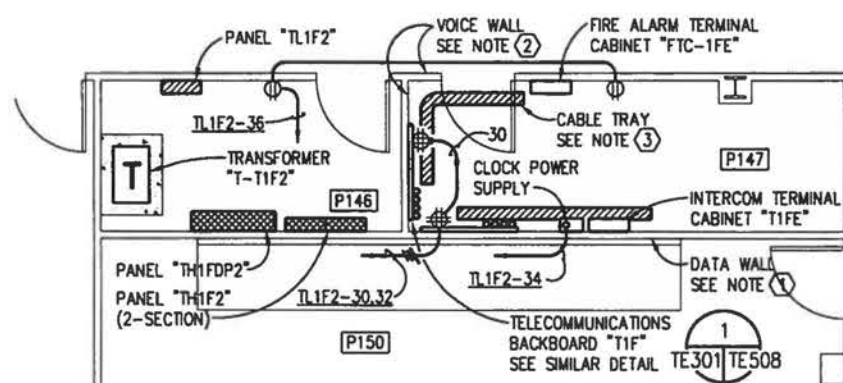 PANEL "TL1F2"
VOICE WALL
SEE NOTE 2
FIRE ALARM TERMINAL
CABINET "FTC-1FE"
TL1F2-36
30
CABLE TRAY
SEE NOTE 3
TRANSFORMER
"T-T1F2"
T
CLOCK POWER
SUPPLY
P147
P146
INTERCOM TERMINAL
CABINET "T1FE"
PANEL "TH1FDP2"
PANEL "TH1F2"
(2-SECTION)
TL1F2-30,32
TL1F2-34
DATA WALL
SEE NOTE 1
P150
TELECOMMUNICATIONS
BACKBOARD "T1F"
SEE SIMILAR DETAIL
1
TE301 TE508